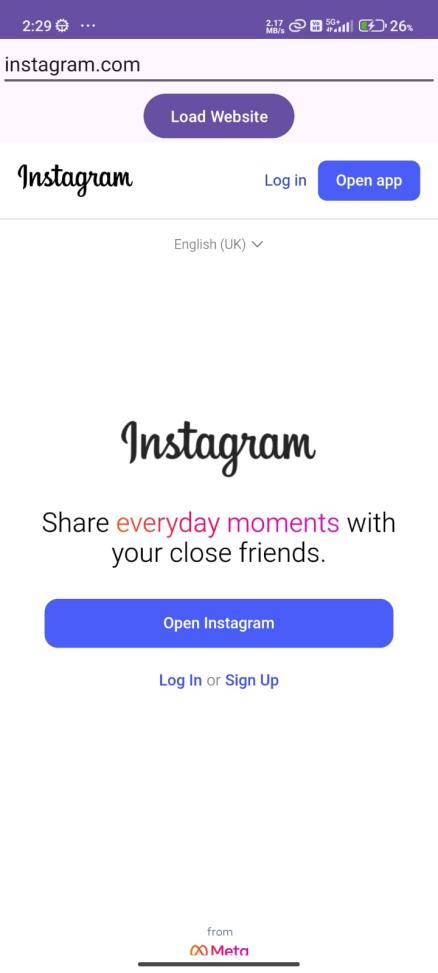 2:29 ...
2.17
MB/s
5G+
26%
instagram.com
Load Website
Instagram
Log in
Open app
English (UK)
Instagram
Share everyday moments with
your close friends.
Open Instagram
Log In or Sign Up
from
Meta